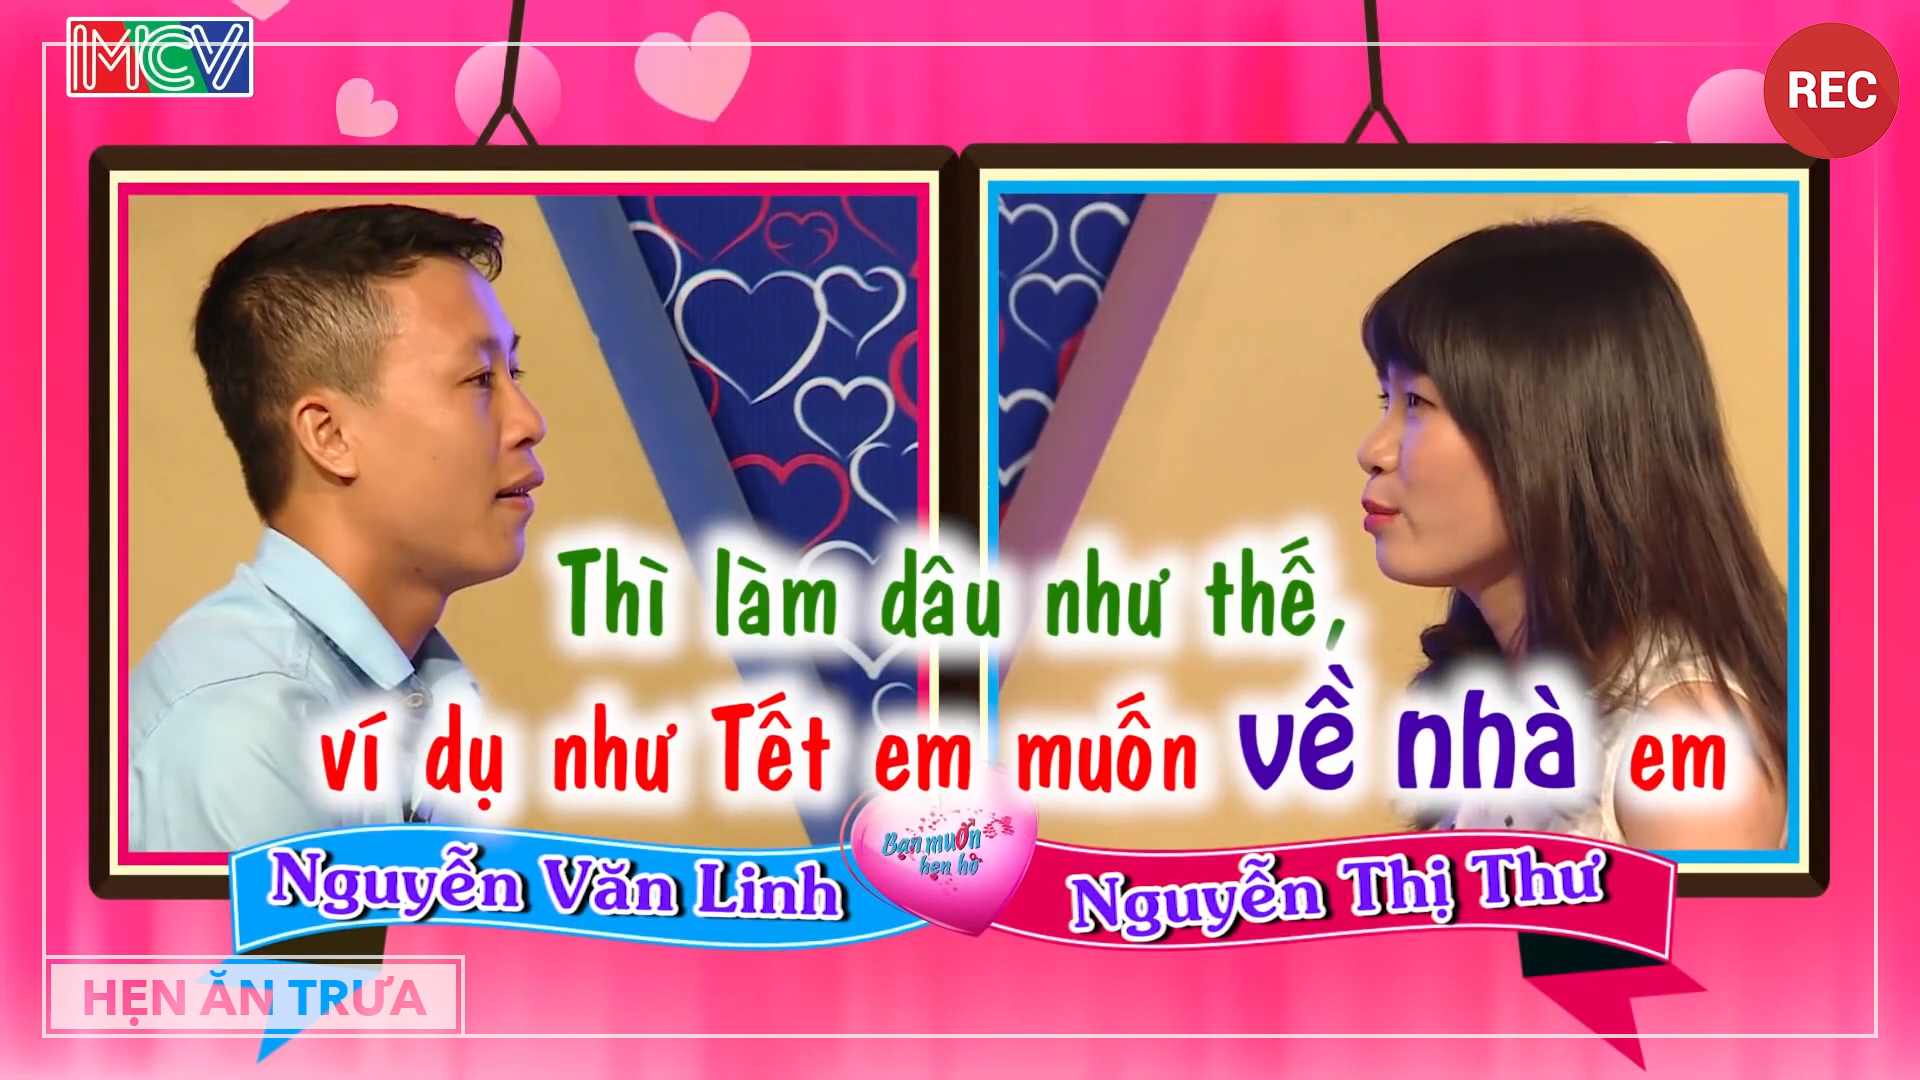 MCV
REC
Thì làm dâu như thế,
ví dụ như Tết em muốn về nhà em
Bạn muốn
hẹn hò
Nguyễn Văn Linh
Nguyễn Thị Thư
HẸN ĂN TRƯA